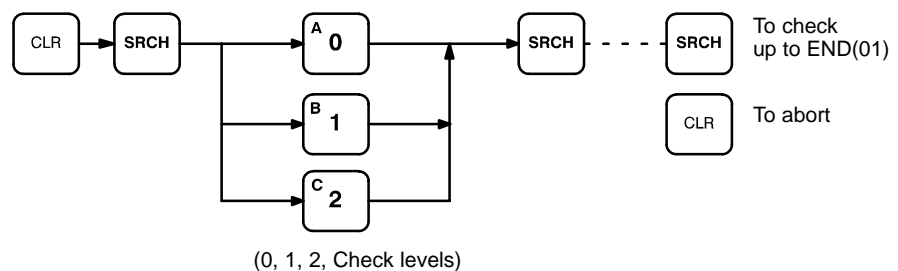 CLR
SRCH
A
0
SRCH
SRCH
To check
up to END(01)
B
1
CLR
To abort
C
2
(0, 1, 2, Check levels)